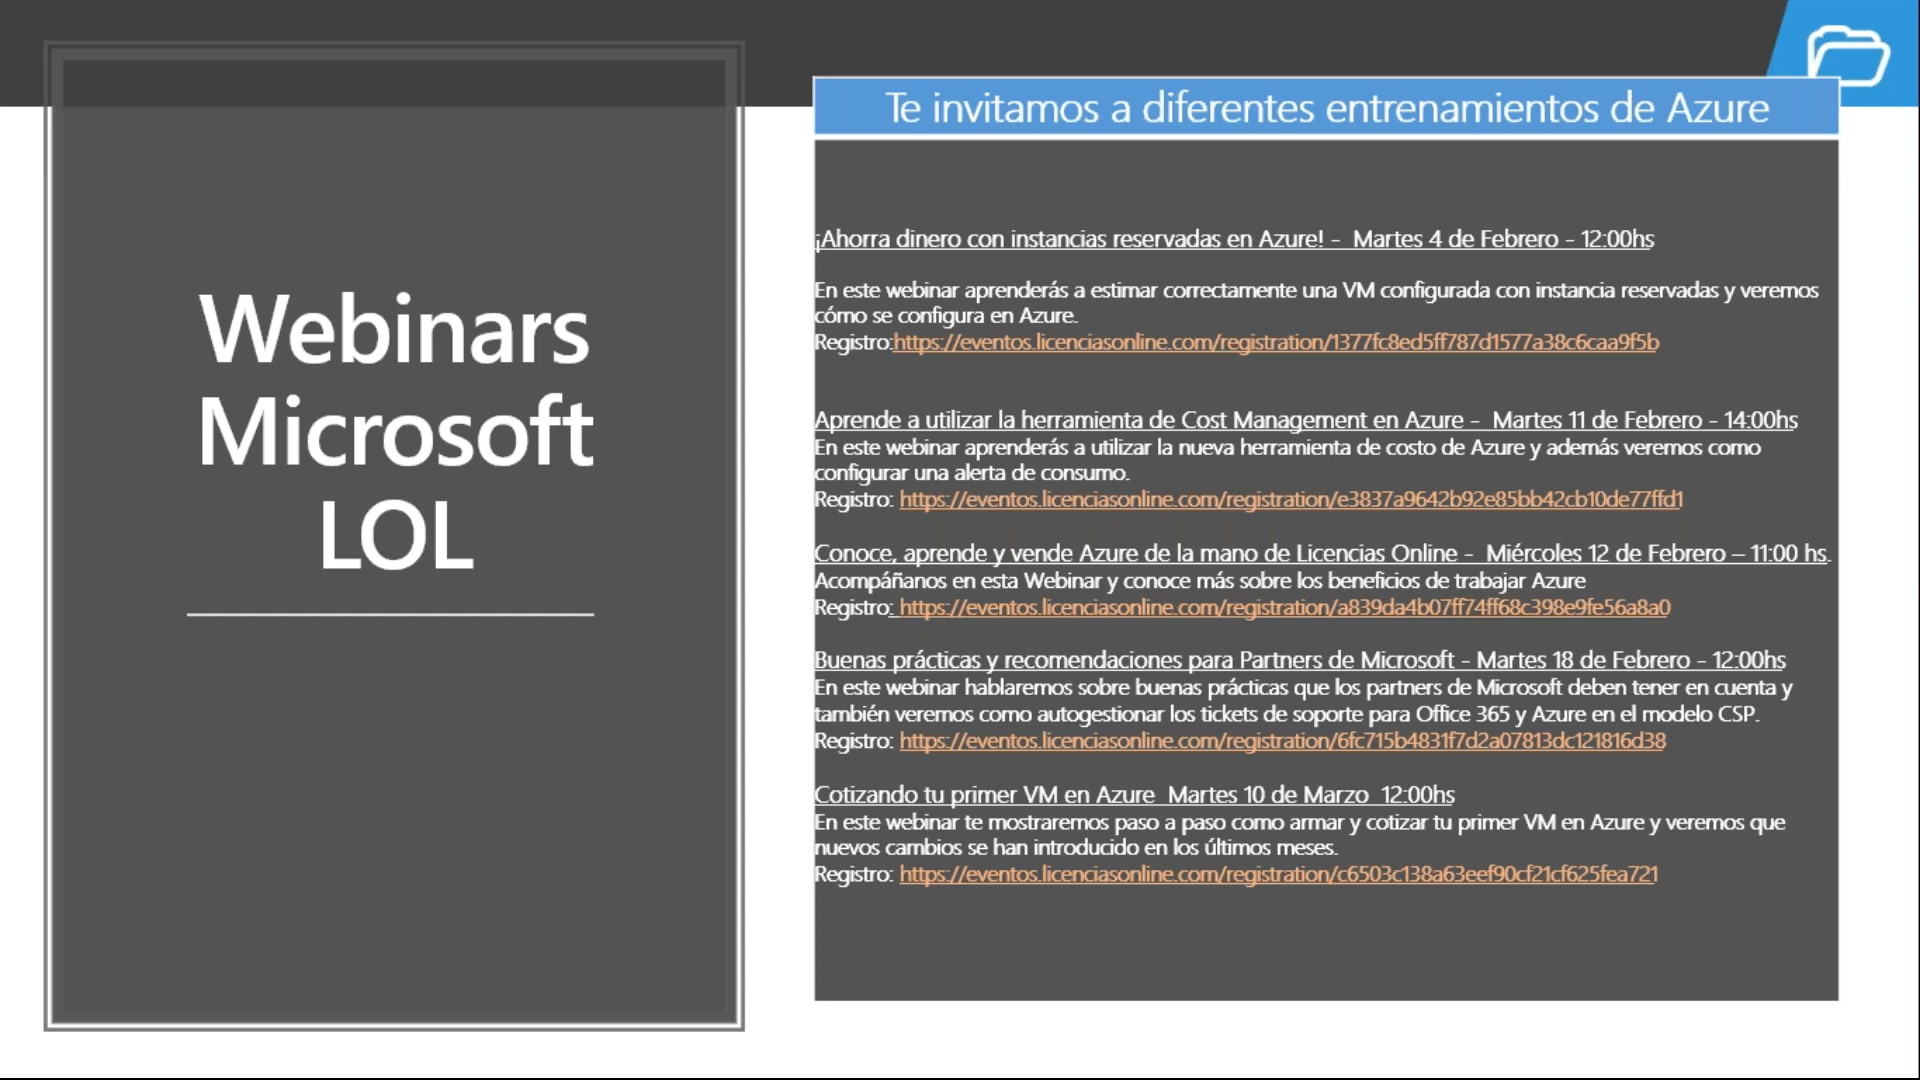 Webinars
Microsoft
LOL
Te invitamos a diferentes entrenamientos de Azure
¡Ahorra dinero con instancias reservadas en Azure! - Martes 4 de Febrero - 12:00hs
En este webinar aprenderás a estimar correctamente una VM configurada con instancia reservadas y veremos
cómo se configura en Azure.
Registro:https://eventos.licenciasonline.com/registration/1377fc8ed5ff787d1577a38c6caa9f5b
Aprende a utilizar la herramienta de Cost Management en Azure - Martes 11 de Febrero - 14:00hs
En este webinar aprenderás a utilizar la nueva herramienta de costo de Azure y además veremos como
configurar una alerta de consumo.
Registro: https://eventos.licenciasonline.com/registration/e3837a9642b92e85bb42cb10de77ffd1
Conoce, aprende y vende Azure de la mano de Licencias Online - Miércoles 12 de Febrero – 11:00 hs.
Acompáñanos en esta Webinar y conoce más sobre los beneficios de trabajar Azure
Registro: https://eventos.licenciasonline.com/registration/a839da4b07ff74ff68c398e9fe56a8a0
Buenas prácticas y recomendaciones para Partners de Microsoft - Martes 18 de Febrero - 12:00hs
En este webinar hablaremos sobre buenas prácticas que los partners de Microsoft deben tener en cuenta y
también veremos como autogestionar los tickets de soporte para Office 365 y Azure en el modelo CSP.
Registro: https://eventos.licenciasonline.com/registration/6fc715b4831f7d2a07813dc121816d38
Cotizando tu primer VM en Azure Martes 10 de Marzo 12:00hs
En este webinar te mostraremos paso a paso como armar y cotizar tu primer VM en Azure y veremos que
nuevos cambios se han introducido en los últimos meses.
Registro: https://eventos.licenciasonline.com/registration/c6503c138a63eef90cf21cf625fea721